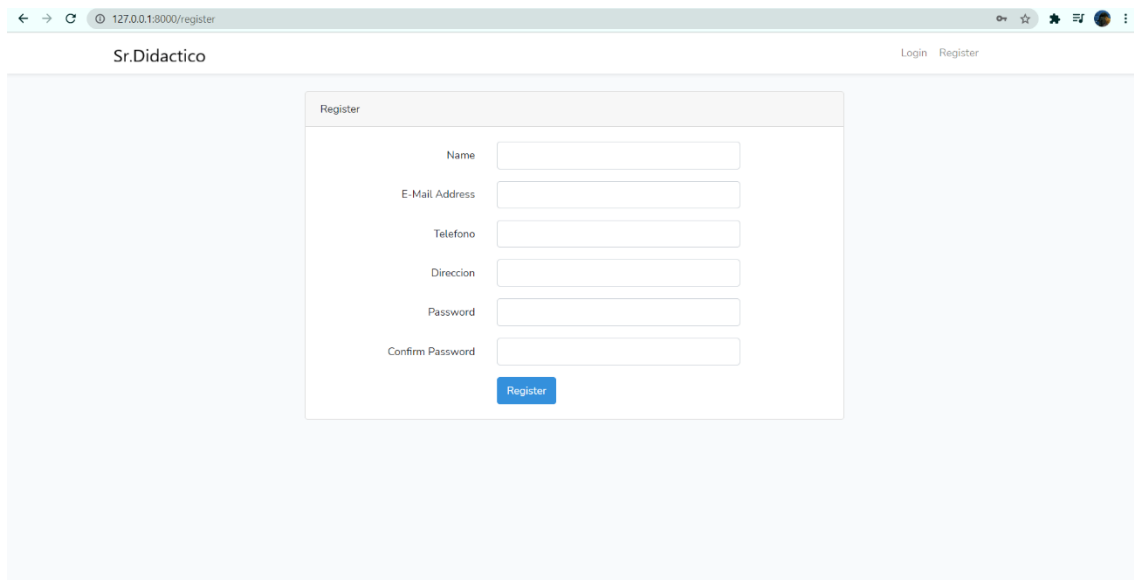 127.0.0.1:8000/register
Sr.Didactico
Login Register
Register
Name
E-Mail Address
Telefono
Direccion
Password
Confirm Password
Register